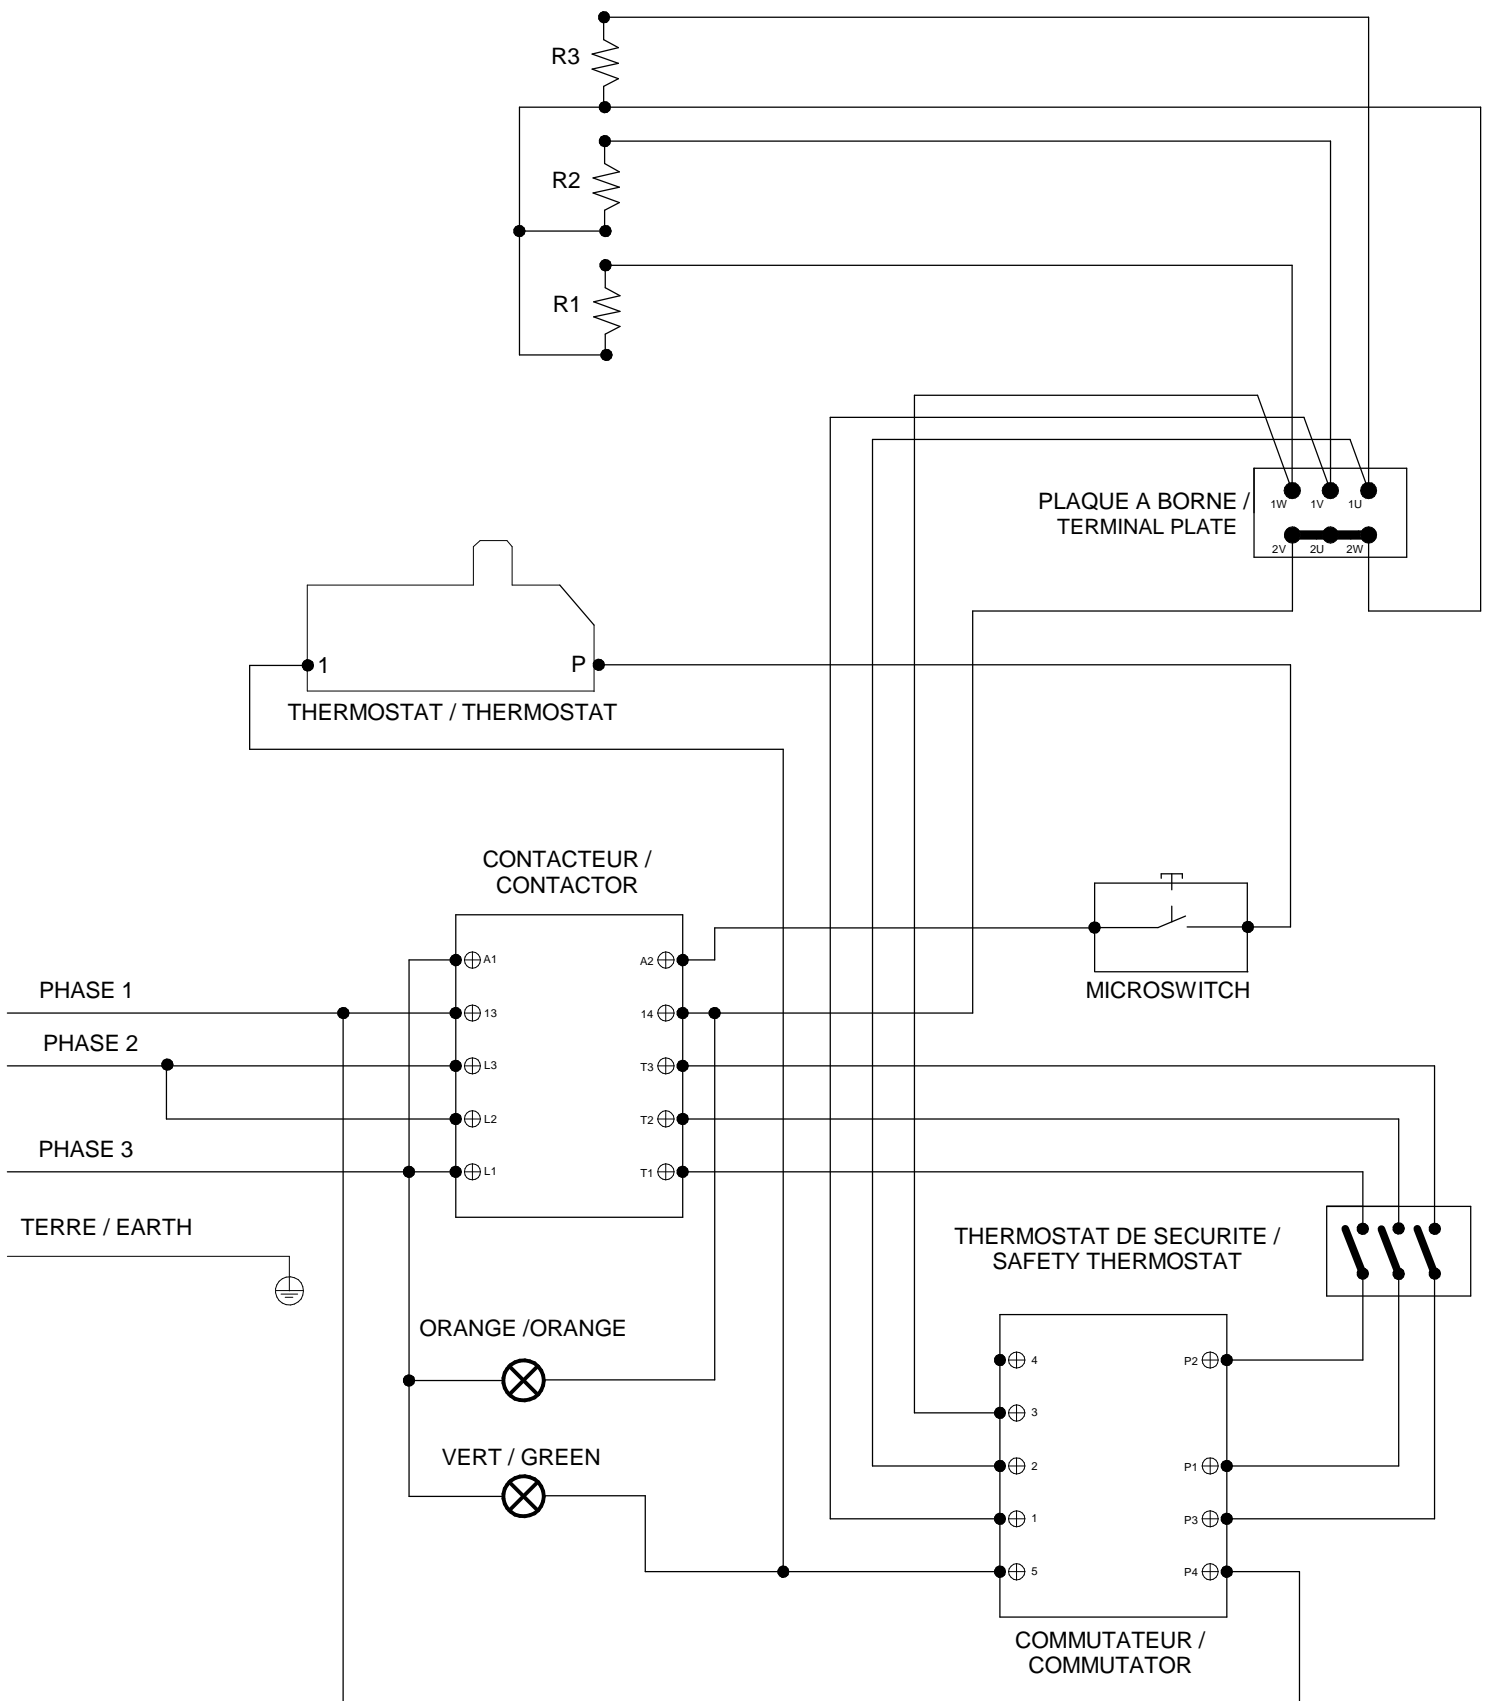 R3
R2
R1
PLAQUE A BORNE /
TERMINAL PLATE
1W 1V 1U
2V 2U 2W
1 P
THERMOSTAT / THERMOSTAT
CONTACTEUR /
CONTACTOR
A1 A2
13 14
L3 T3
L2 T2
L1 T1
MICROSWITCH
PHASE 1
PHASE 2
PHASE 3
TERRE / EARTH
THERMOSTAT DE SECURITE /
SAFETY THERMOSTAT
ORANGE /ORANGE
VERT / GREEN
4 P2
3
2 P1
1 P3
5 P4
COMMUTATEUR /
COMMUTATOR